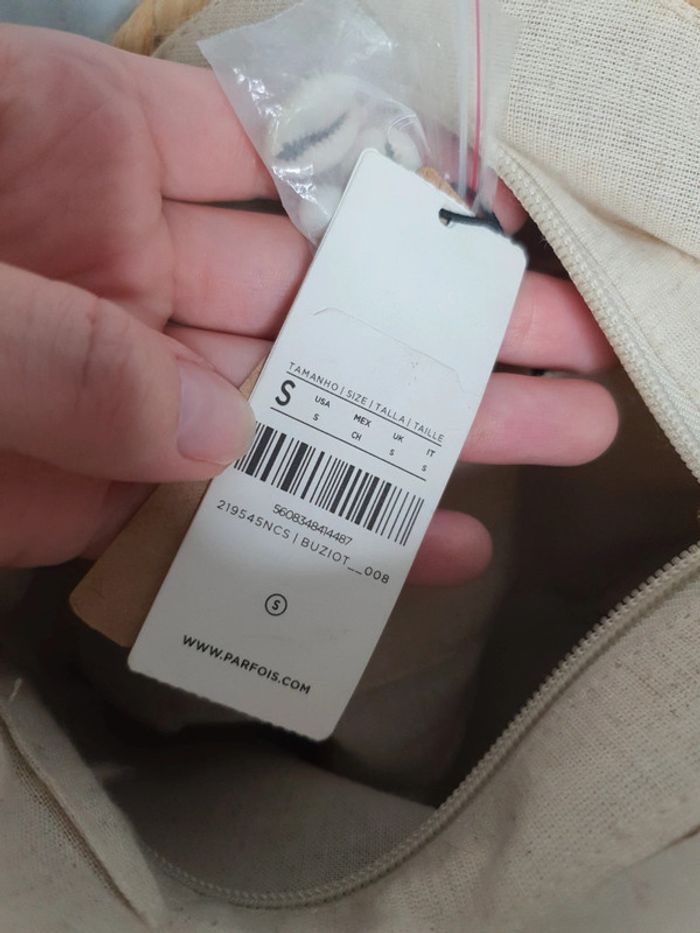 TAMANHO | SIZE | TALLA | TAILLE
S USA MEX UK IT
S CH S S
5608348414487
219545NCS | BUZIOT__008
S
WWW.PARFOIS.COM